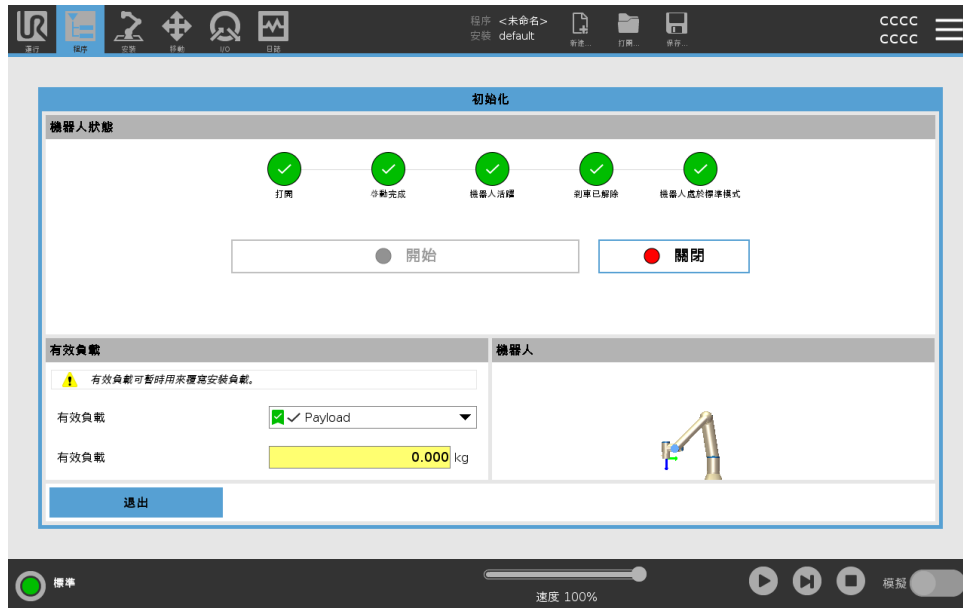 程序 <未命名>
安裝 default
cccc
cccc
運行
程序
安裝
移動
I/O
日誌
新建...
打開...
保存...
初始化
機器人狀態
打開
啓動完成
機器人活躍
剎車已解除
機器人處於標準模式
開始
關閉
有效負載
機器人
有效負載可暫時用來覆寫安裝負載。
有效負載
Payload
有效負載
0.000 kg
退出
標準
速度 100%
模擬